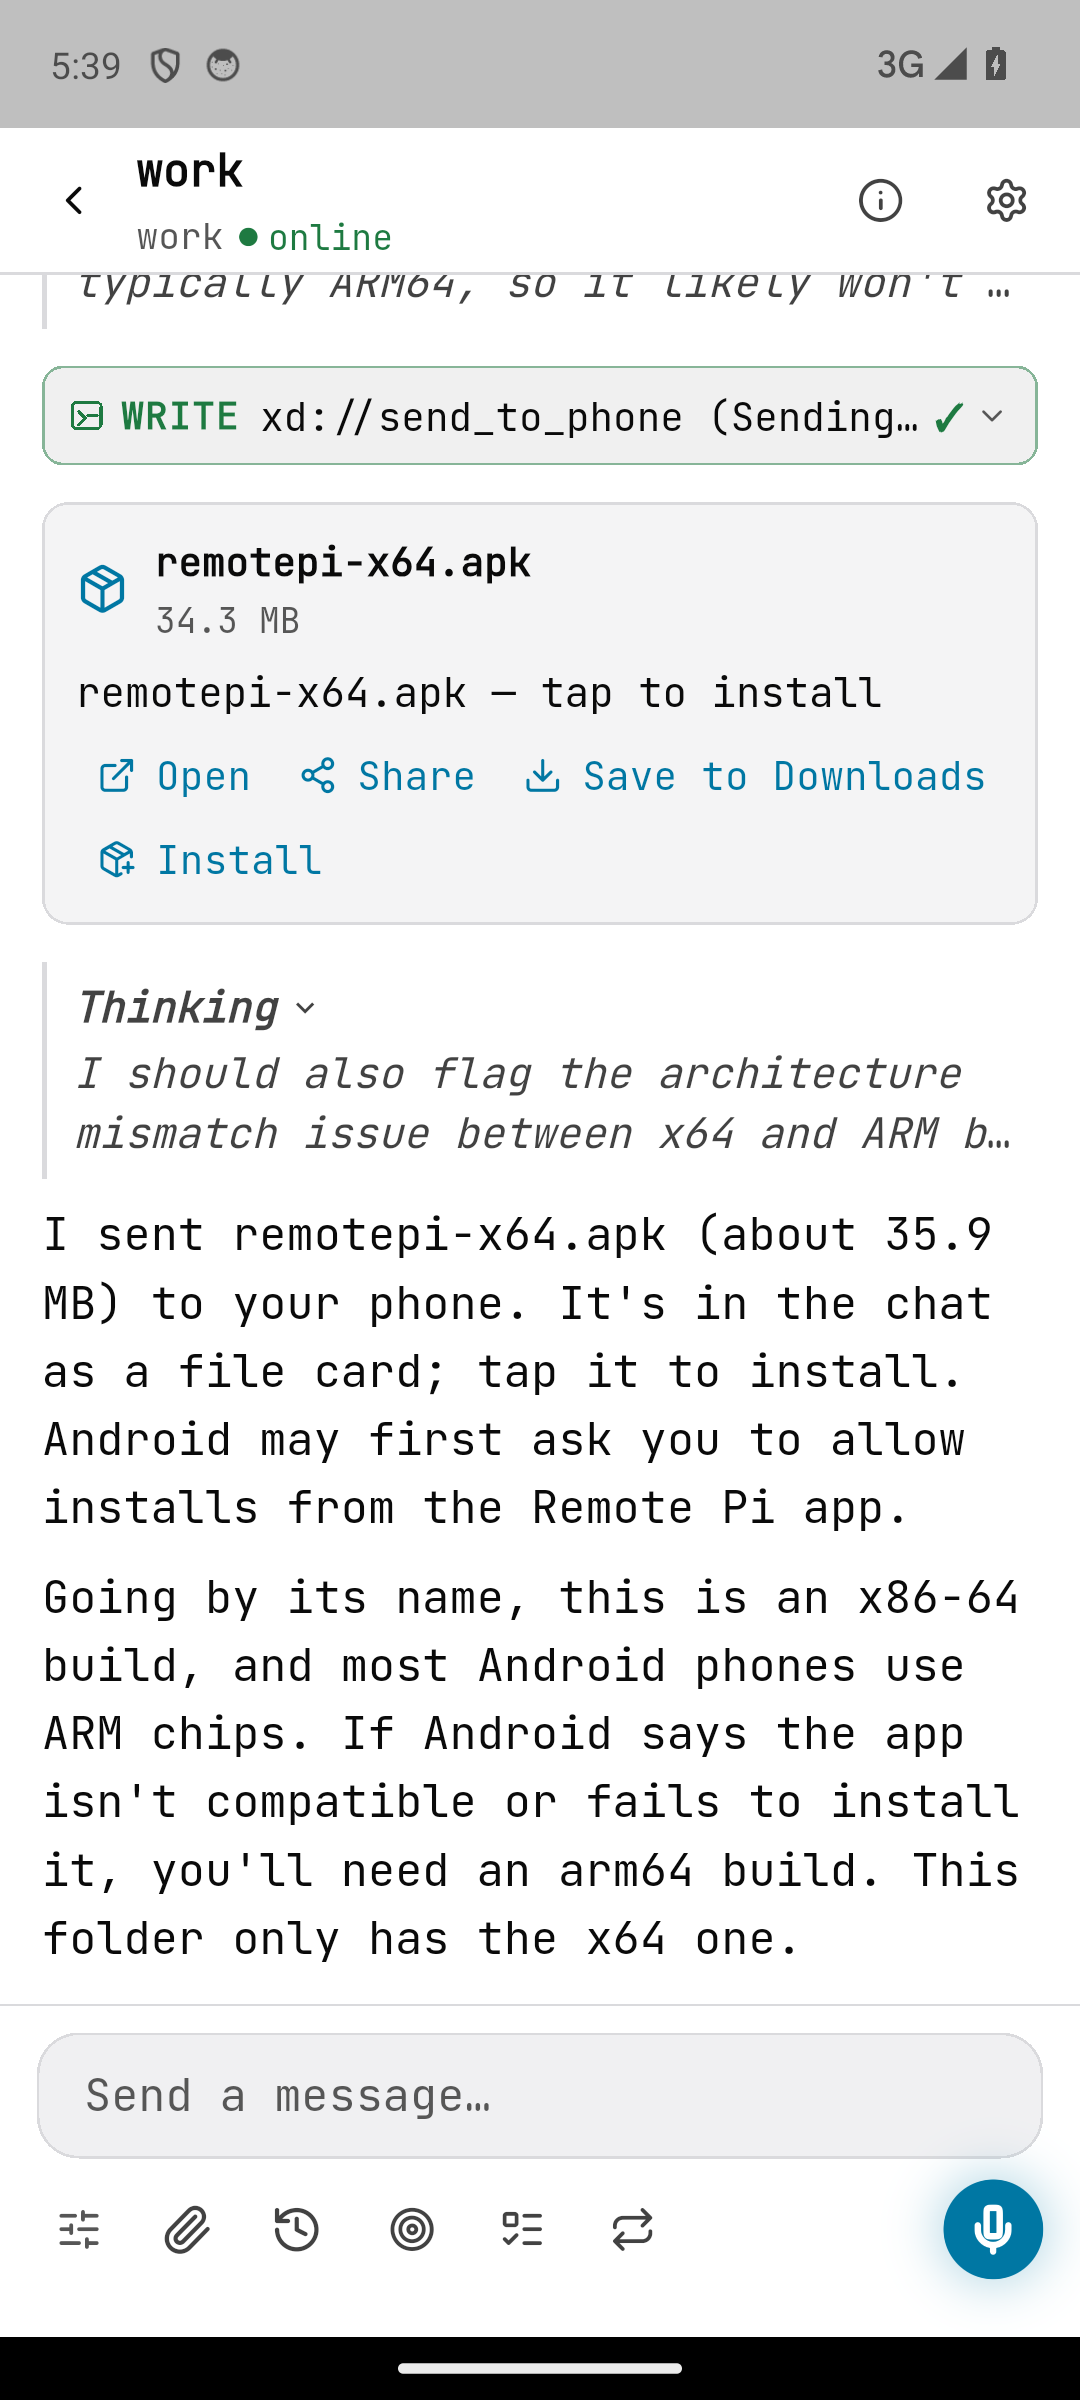 5:39
3G
work
work ● online
typically ARM64, so it likely won't …
WRITE xd://send_to_phone (Sending… ✓
remotepi-x64.apk
34.3 MB
remotepi-x64.apk — tap to install
Open Share Save to Downloads
Install
Thinking
I should also flag the architecture
mismatch issue between x64 and ARM b…
I sent remotepi-x64.apk (about 35.9
MB) to your phone. It's in the chat
as a file card; tap it to install.
Android may first ask you to allow
installs from the Remote Pi app.
Going by its name, this is an x86-64
build, and most Android phones use
ARM chips. If Android says the app
isn't compatible or fails to install
it, you'll need an arm64 build. This
folder only has the x64 one.
Send a message…